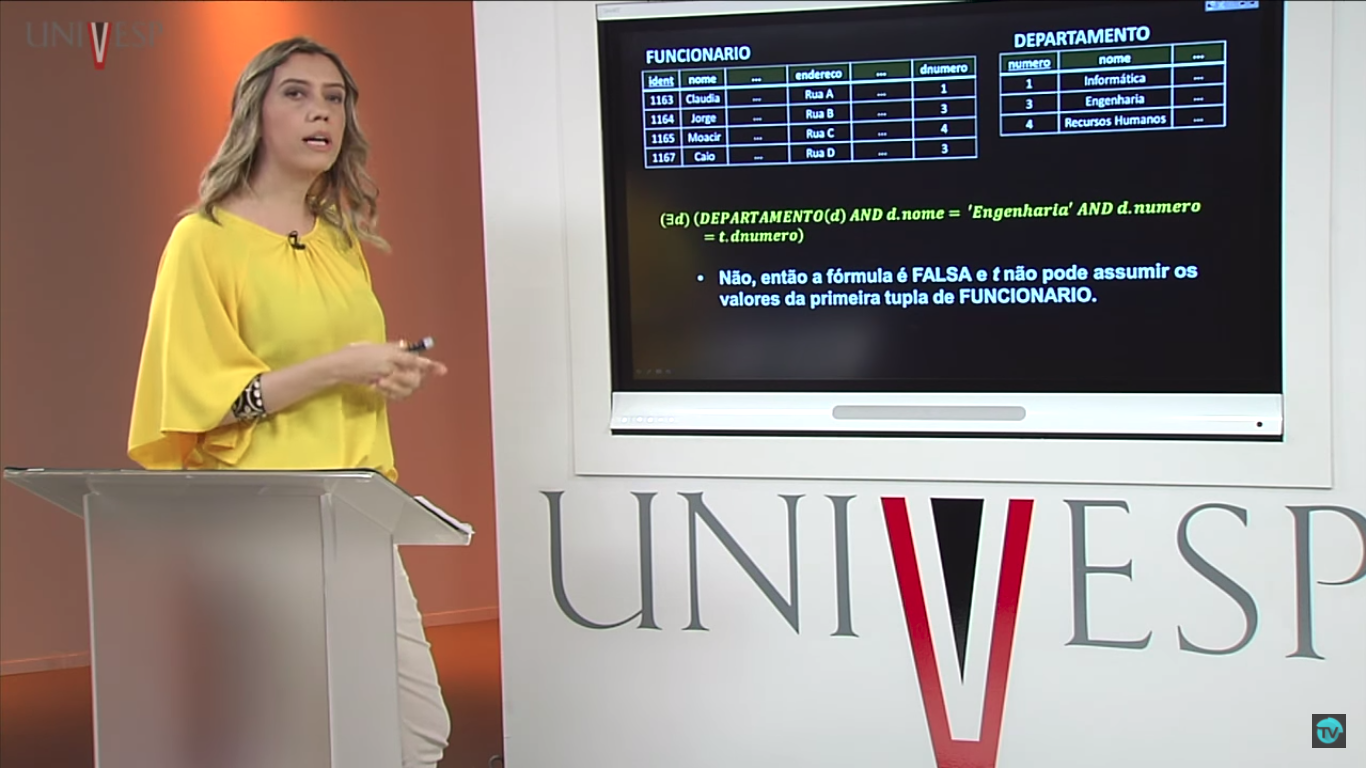 UNIVESP
FUNCIONARIO
ident nome ... endereco ... dnumero
1163 Claudia ... Rua A ... 1
1164 Jorge ... Rua B ... 3
1165 Moacir ... Rua C ... 4
1167 Caio ... Rua D ... 3
DEPARTAMENTO
numero nome ...
1 Informática ...
3 Engenharia ...
4 Recursos Humanos ...
(∃d) (DEPARTAMENTO(d) AND d.nome = 'Engenharia' AND d.numero
= t.dnumero)
• Não, então a fórmula é FALSA e t não pode assumir os
valores da primeira tupla de FUNCIONARIO.
UNIVESP
TV